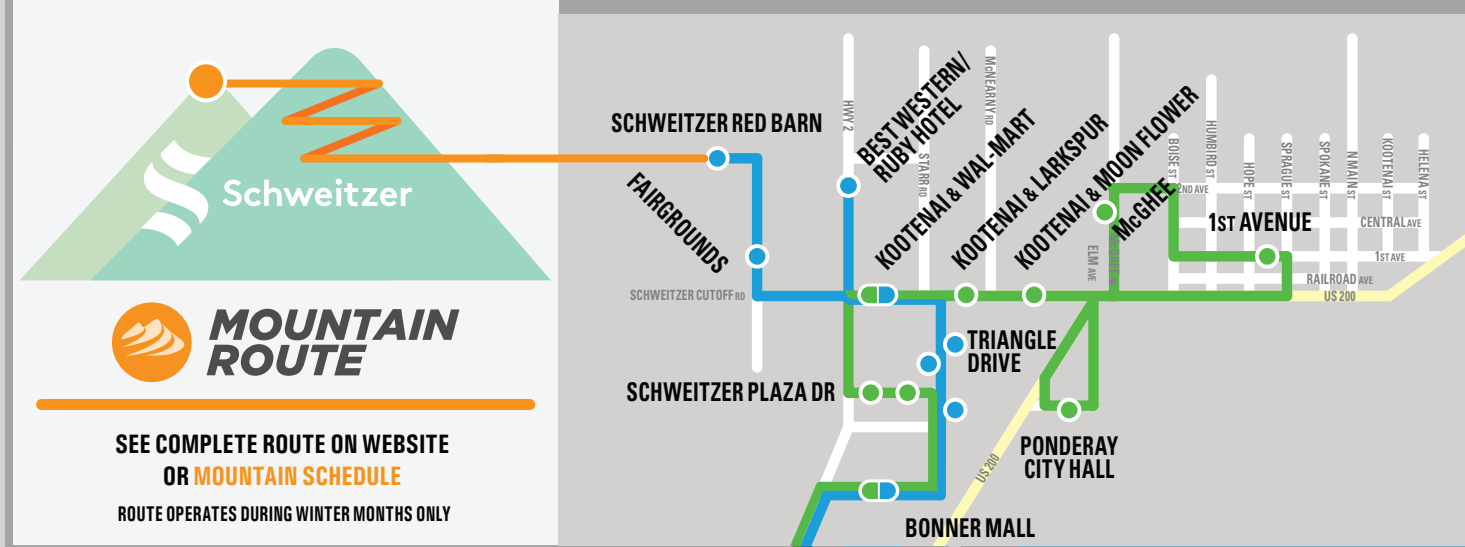 Schweitzer
MOUNTAIN
ROUTE
SEE COMPLETE ROUTE ON WEBSITE
OR MOUNTAIN SCHEDULE
ROUTE OPERATES DURING WINTER MONTHS ONLY
SCHWEITZER RED BARN
FAIRGROUNDS
SCHWEITZER CUTOFF RD
HWY 2
BEST WESTERN/
RUBY HOTEL
STARR RD
McNEARNY RD
KOOTENAI & WAL-MART
KOOTENAI & LARKSPUR
KOOTENAI & MOON FLOWER
McGHEE
ELM AVE
BOISE ST
HUMBIRD ST
HOPE ST
SPRAGUE ST
SPOKANE ST
N MAIN ST
KOOTENAI ST
HELENA ST
2ND AVE
CENTRAL AVE
1ST AVENUE
1ST AVE
RAILROAD AVE
US 200
TRIANGLE
DRIVE
SCHWEITZER PLAZA DR
PONDERAY
CITY HALL
US 200
BONNER MALL